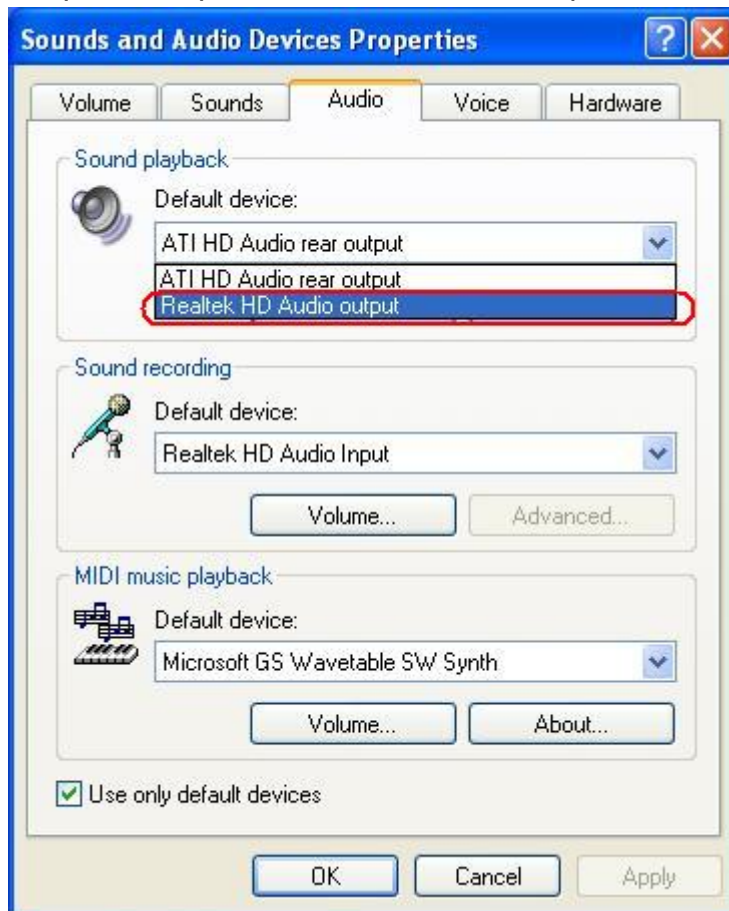 Sounds and Audio Devices Properties
Volume Sounds Audio Voice Hardware
Sound playback
Default device:
ATI HD Audio rear output
ATI HD Audio rear output
Realtek HD Audio output
Sound recording
Default device:
Realtek HD Audio Input
Volume... Advanced...
MIDI music playback
Default device:
Microsoft GS Wavetable SW Synth
Volume... About...
Use only default devices
OK Cancel Apply